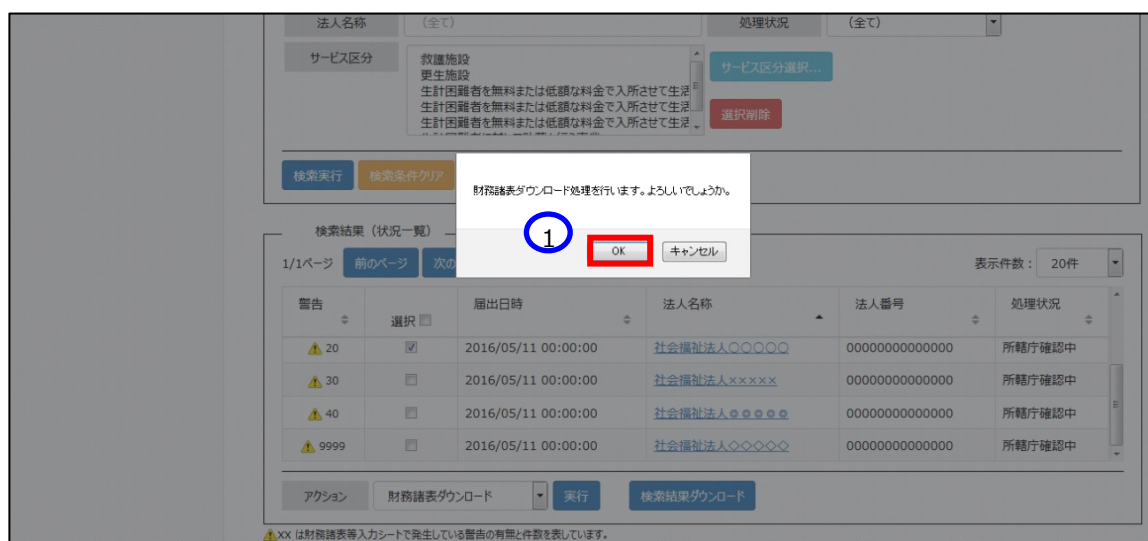 法人名称 (全て) 処理状況 (全て)
サービス区分
救護施設
更生施設
生計困難者を無料または低額な料金で入所させて生活
生計困難者を無料または低額な料金で入所させて生活
生計困難者を無料または低額な料金で入所させて生活
サービス区分選択...
選択削除
検索実行 検索条件クリア
財務諸表ダウンロード処理を行います。よろしいでしょうか。
1
OK キャンセル
検索結果（状況一覧）
1/1ページ 前のページ 次の 表示件数： 20件
警告 選択 届出日時 法人名称 法人番号 処理状況
20 2016/05/11 00:00:00 社会福祉法人○○○○○ 00000000000000 所轄庁確認中
30 2016/05/11 00:00:00 社会福祉法人××××× 00000000000000 所轄庁確認中
40 2016/05/11 00:00:00 社会福祉法人◎◎◎◎◎ 00000000000000 所轄庁確認中
9999 2016/05/11 00:00:00 社会福祉法人◇◇◇◇◇ 00000000000000 所轄庁確認中
アクション 財務諸表ダウンロード 実行 検索結果ダウンロード
XX は財務諸表等入力シートで発生している警告の有無と件数を表しています。